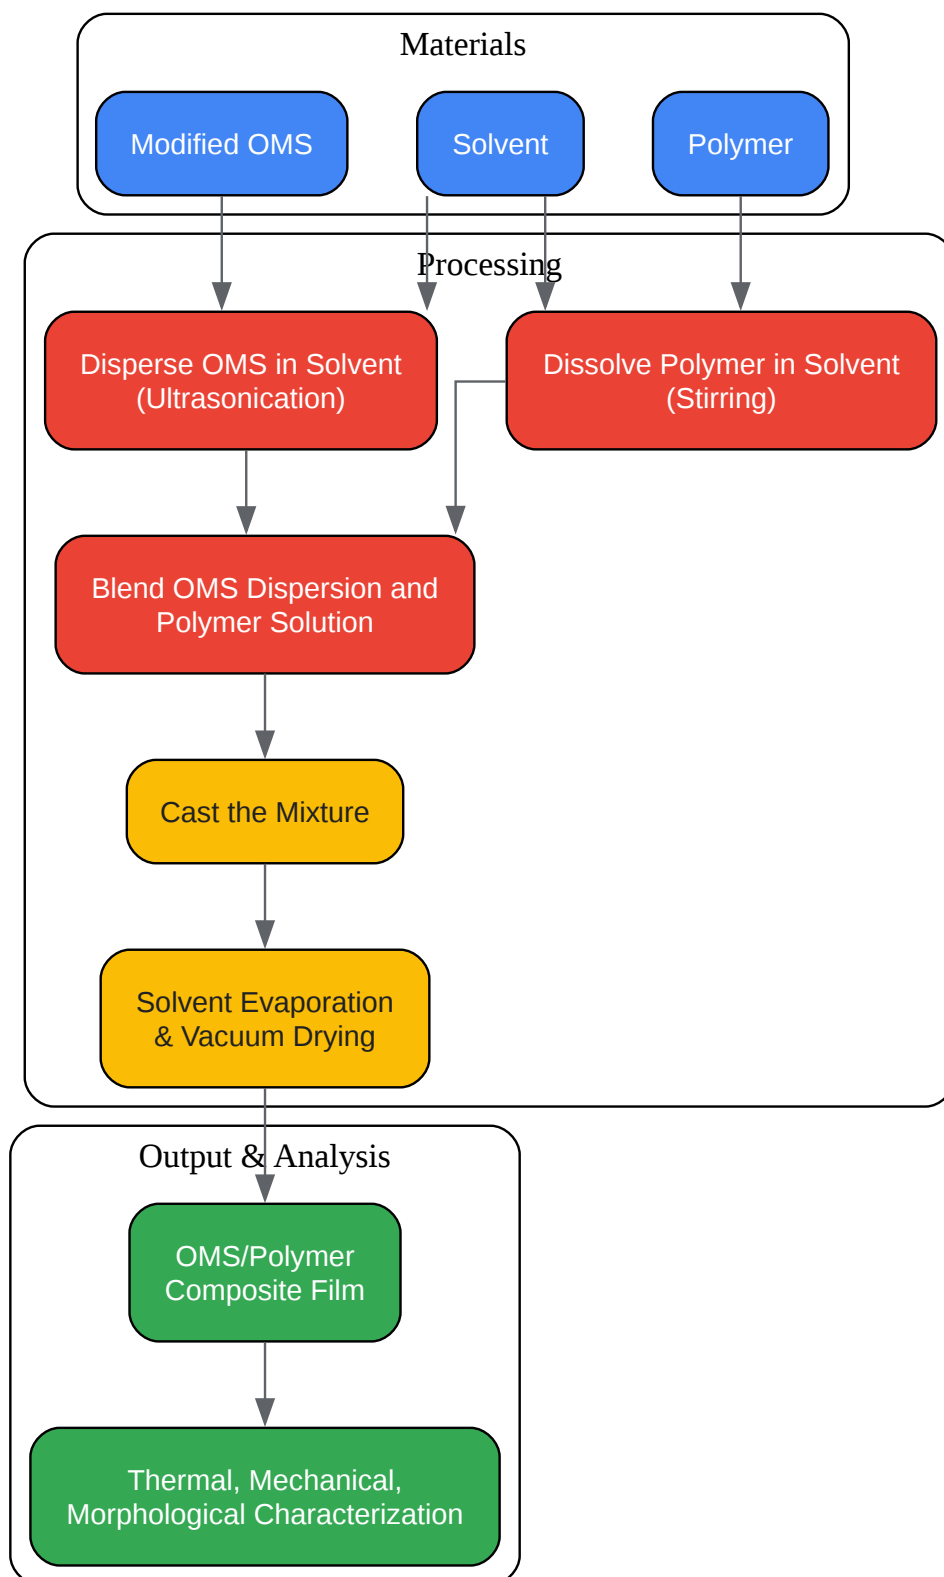 Materials
Modified OMS
Solvent
Polymer
Processing
Disperse OMS in Solvent
(Ultrasonication)
Dissolve Polymer in Solvent
(Stirring)
Blend OMS Dispersion and
Polymer Solution
Cast the Mixture
Solvent Evaporation
& Vacuum Drying
Output & Analysis
OMS/Polymer
Composite Film
Thermal, Mechanical,
Morphological Characterization